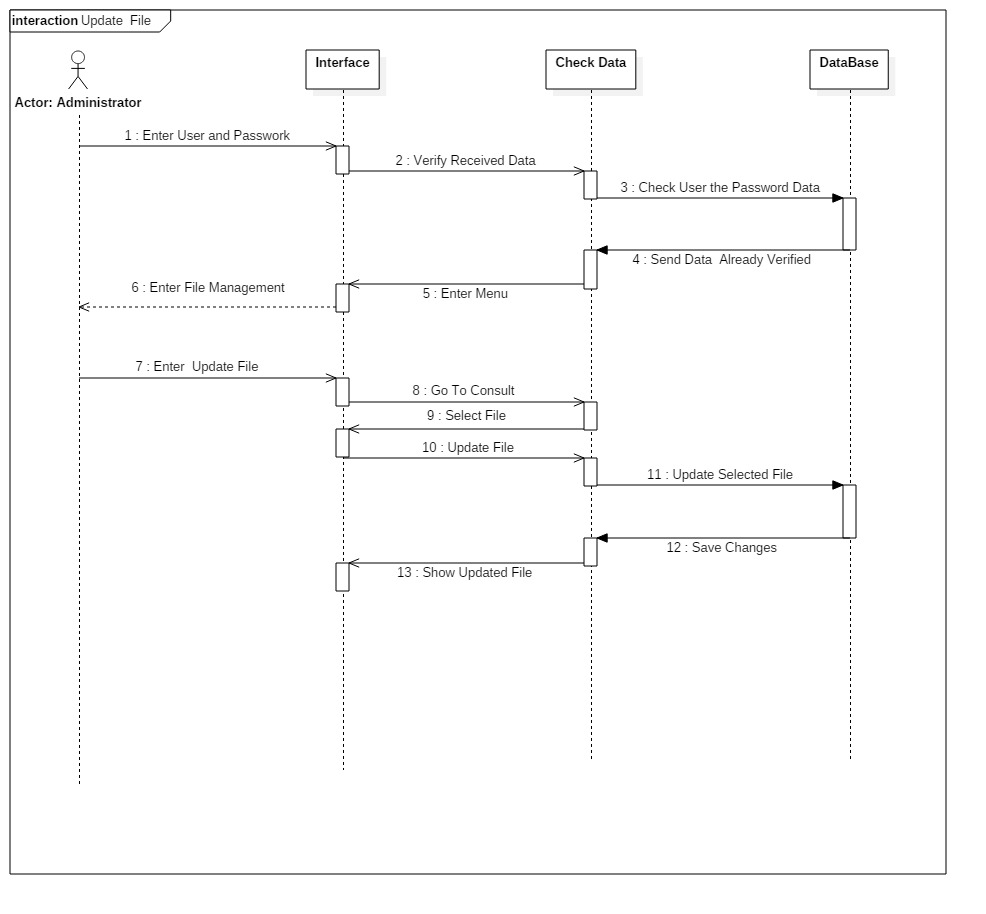 interaction Update  File
Interface
Check Data
DataBase
Actor: Administrator
1 : Enter User and Passwork
2 : Verify Received Data
3 : Check User the Password Data
4 : Send Data  Already Verified
5 : Enter Menu
6 : Enter File Management
7 : Enter  Update File
8 : Go To Consult
9 : Select File
10 : Update File
11 : Update Selected File
12 : Save Changes
13 : Show Updated File